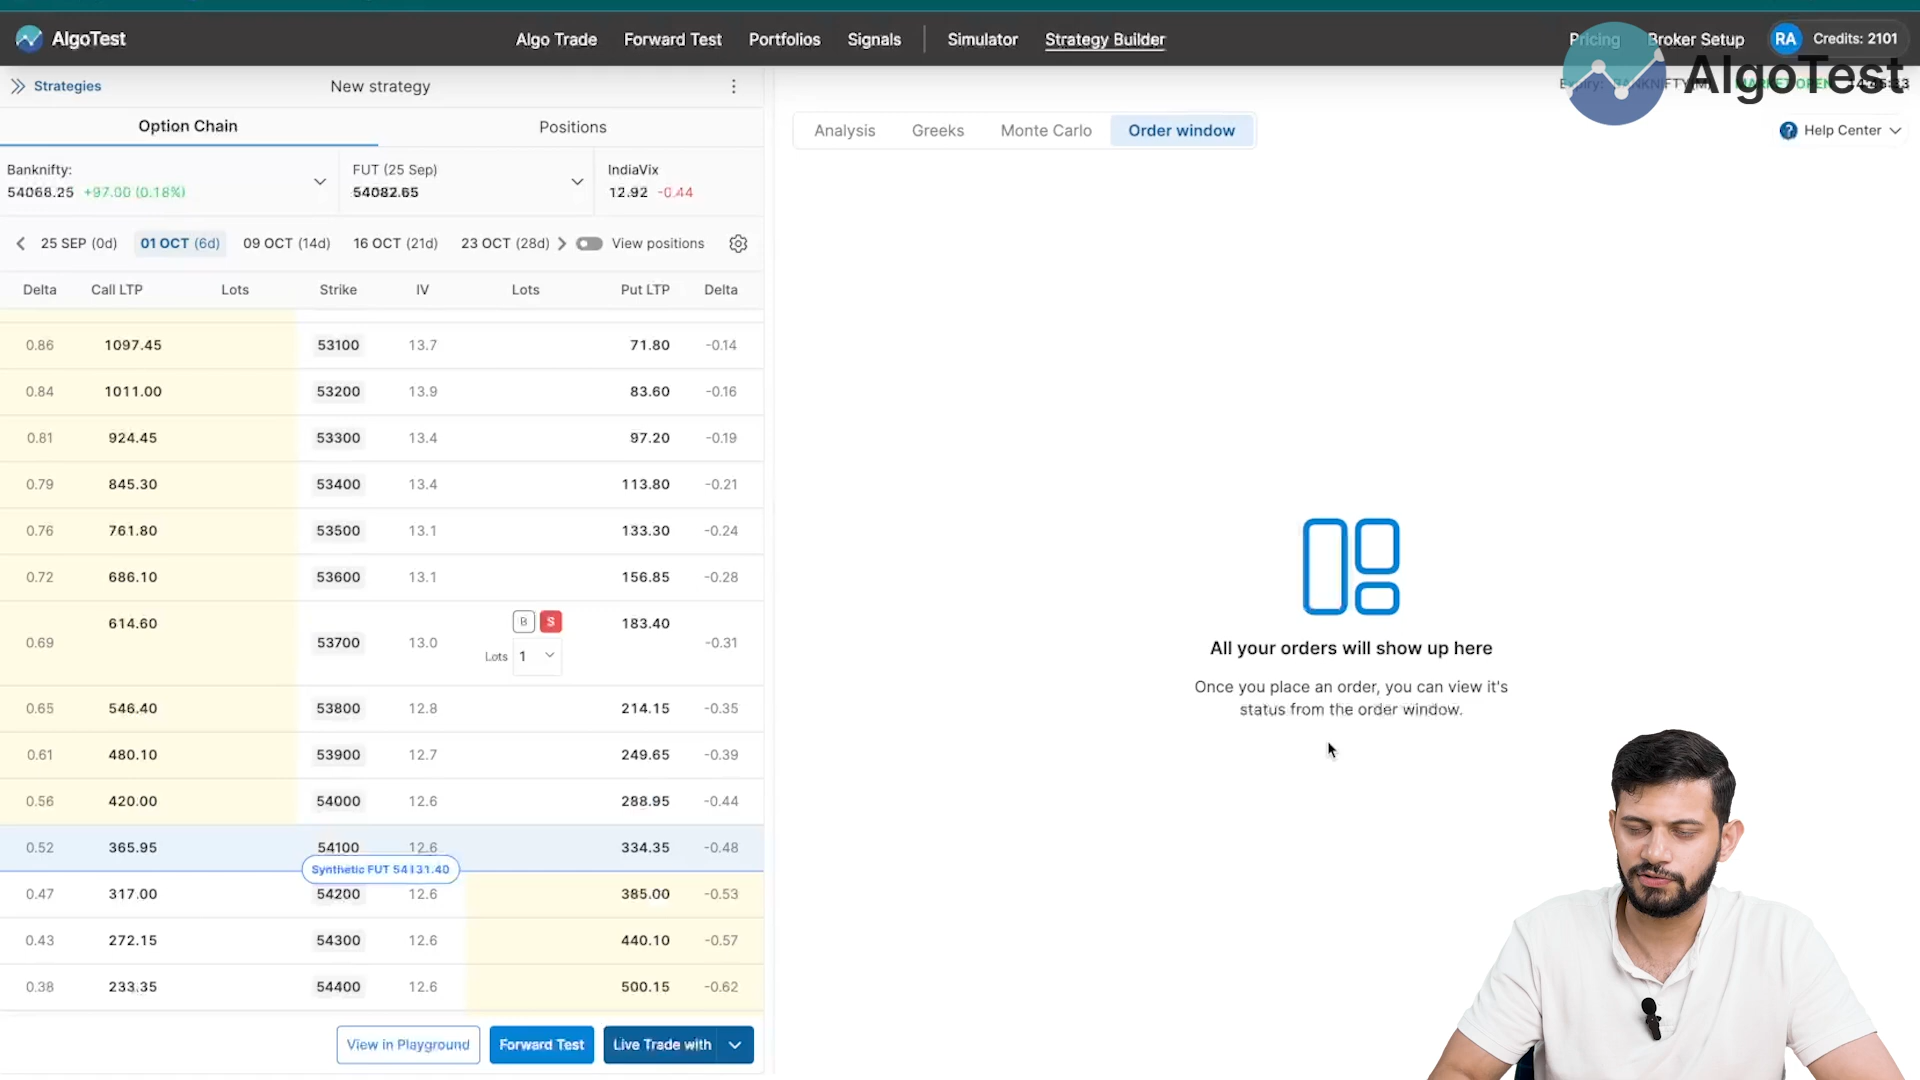 AlgoTest
Algo Trade Forward Test Portfolios Signals Simulator Strategy Builder Pricing Broker Setup RA Credits: 2101
AlgoTest
Strategies New strategy
Option Chain Positions
Analysis Greeks Monte Carlo Order window
Help Center
Banknifty: FUT (25 Sep) IndiaVix
54068.25 +97.00 (0.18%) 54082.65 12.92 -0.44
25 SEP (0d) 01 OCT (6d) 09 OCT (14d) 16 OCT (21d) 23 OCT (28d) View positions
Delta Call LTP Lots Strike IV Lots Put LTP Delta
0.86 1097.45 53100 13.7 71.80 -0.14
0.84 1011.00 53200 13.9 83.60 -0.16
0.81 924.45 53300 13.4 97.20 -0.19
0.79 845.30 53400 13.4 113.80 -0.21
0.76 761.80 53500 13.1 133.30 -0.24
0.72 686.10 53600 13.1 156.85 -0.28
614.60 B S 183.40
0.69 53700 13.0 -0.31
Lots 1
0.65 546.40 53800 12.8 214.15 -0.35
0.61 480.10 53900 12.7 249.65 -0.39
0.56 420.00 54000 12.6 288.95 -0.44
0.52 365.95 54100 12.6 334.35 -0.48
Synthetic FUT 54131.40
0.47 317.00 54200 12.6 385.00 -0.53
0.43 272.15 54300 12.6 440.10 -0.57
0.38 233.35 54400 12.6 500.15 -0.62
View in Playground Forward Test Live Trade with
All your orders will show up here
Once you place an order, you can view it's
status from the order window.